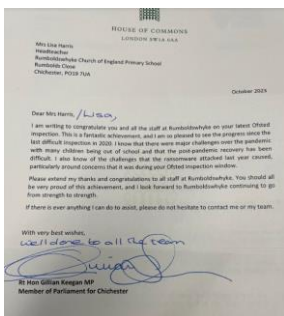 HOUSE OF COMMONS
LONDON SW1A 0AA
Mrs Lisa Harris
Headteacher
Rumboldswhyke Church of England Primary School
Rumbolds Close
Chichester, PO19 7UA
October 2023
Dear Mrs Harris, / Lisa,
I am writing to congratulate you and all the staff at Rumboldswhyke on your latest Ofsted
inspection. This is a fantastic achievement, and I am so pleased to see the progress since the
last difficult inspection in 2020. I know that there were major challenges over the pandemic
with many children being out of school and that the post-pandemic recovery has been
difficult. I also know of the challenges that the ransomware attacked last year caused,
particularly around concerns that it was during your Ofsted inspection window.
Please extend my thanks and congratulations to all staff at Rumboldswhyke. You should all
be very proud of this achievement, and I look forward to Rumboldswhyke continuing to go
from strength to strength.
If there is ever anything I can do to assist, please do not hesitate to contact me or my team.
With very best wishes,
well done to all the team
Gillian
Rt Hon Gillian Keegan MP
Member of Parliament for Chichester